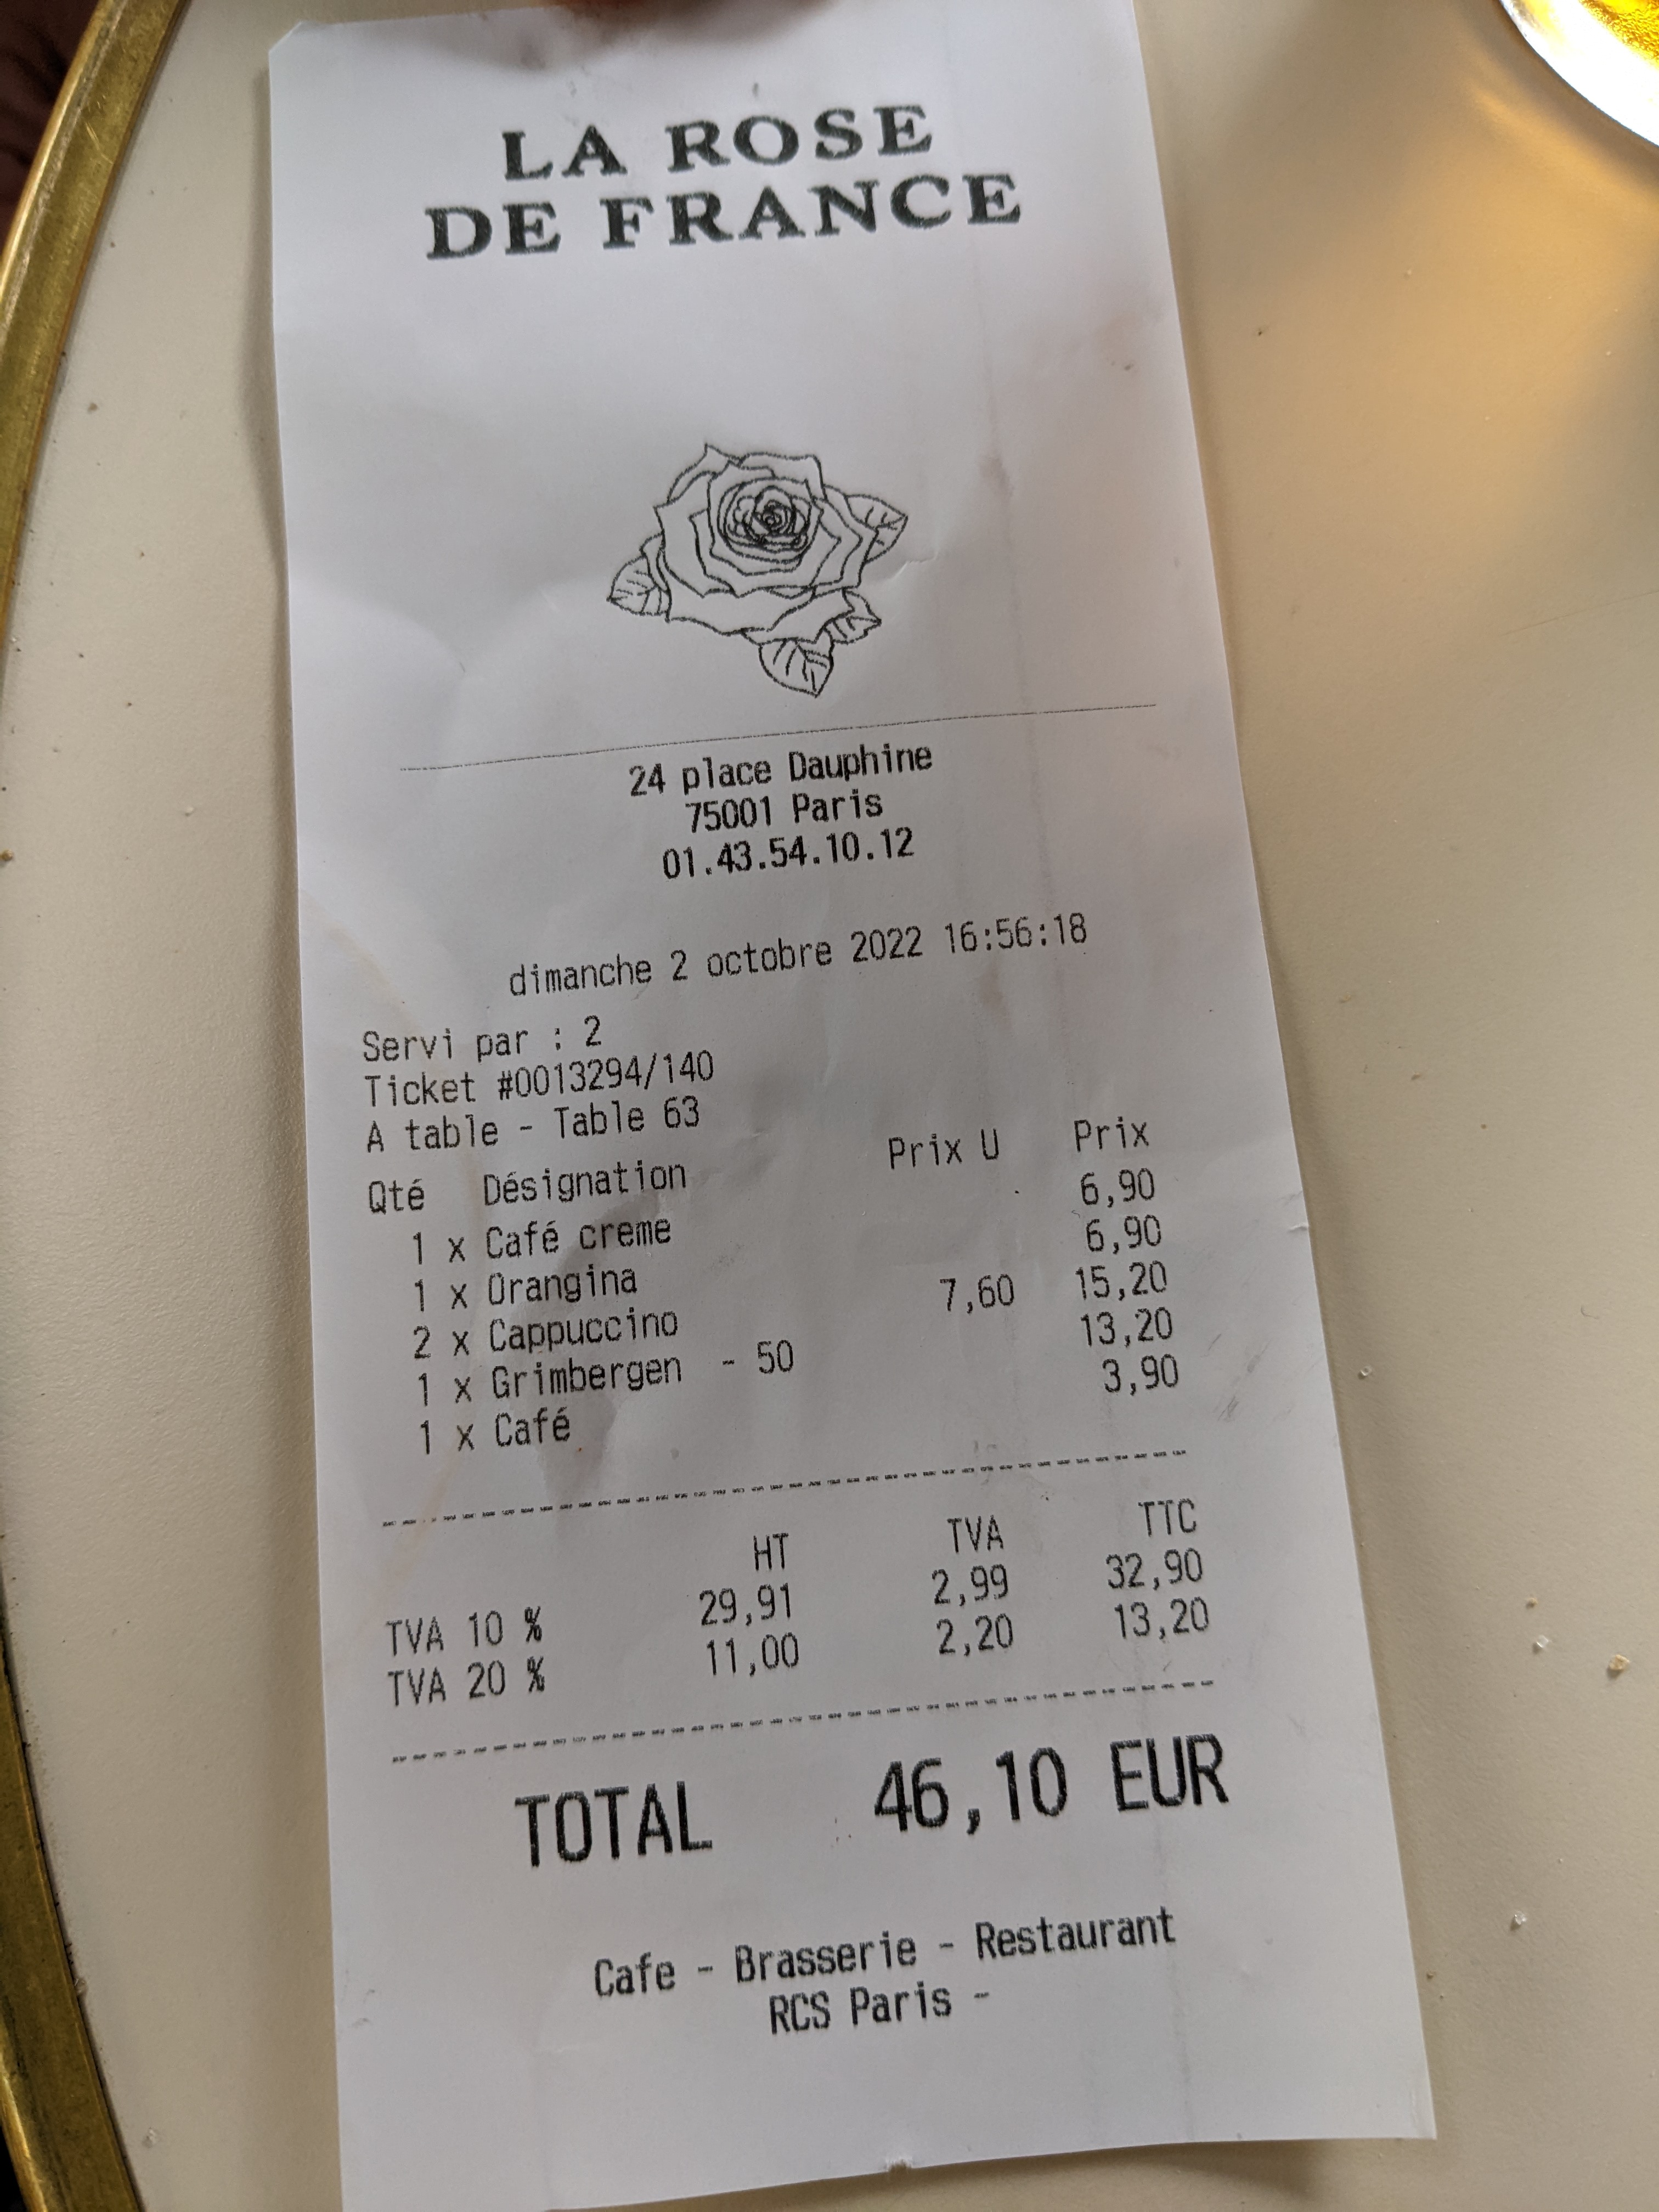 LA ROSE
DE FRANCE
24 place Dauphine
75001 Paris
01.43.54.10.12
dimanche 2 octobre 2022 16:56:18
Servi par : 2
Ticket #0013294/140
A table - Table 63
Qté Désignation Prix U Prix
1 x Café creme 6,90
1 x Orangina 6,90
2 x Cappuccino 7,60 15,20
1 x Grimbergen - 50 13,20
1 x Café 3,90
HT TVA TTC
TVA 10 % 29,91 2,99 32,90
TVA 20 % 11,00 2,20 13,20
TOTAL 46,10 EUR
Cafe - Brasserie - Restaurant
RCS Paris -